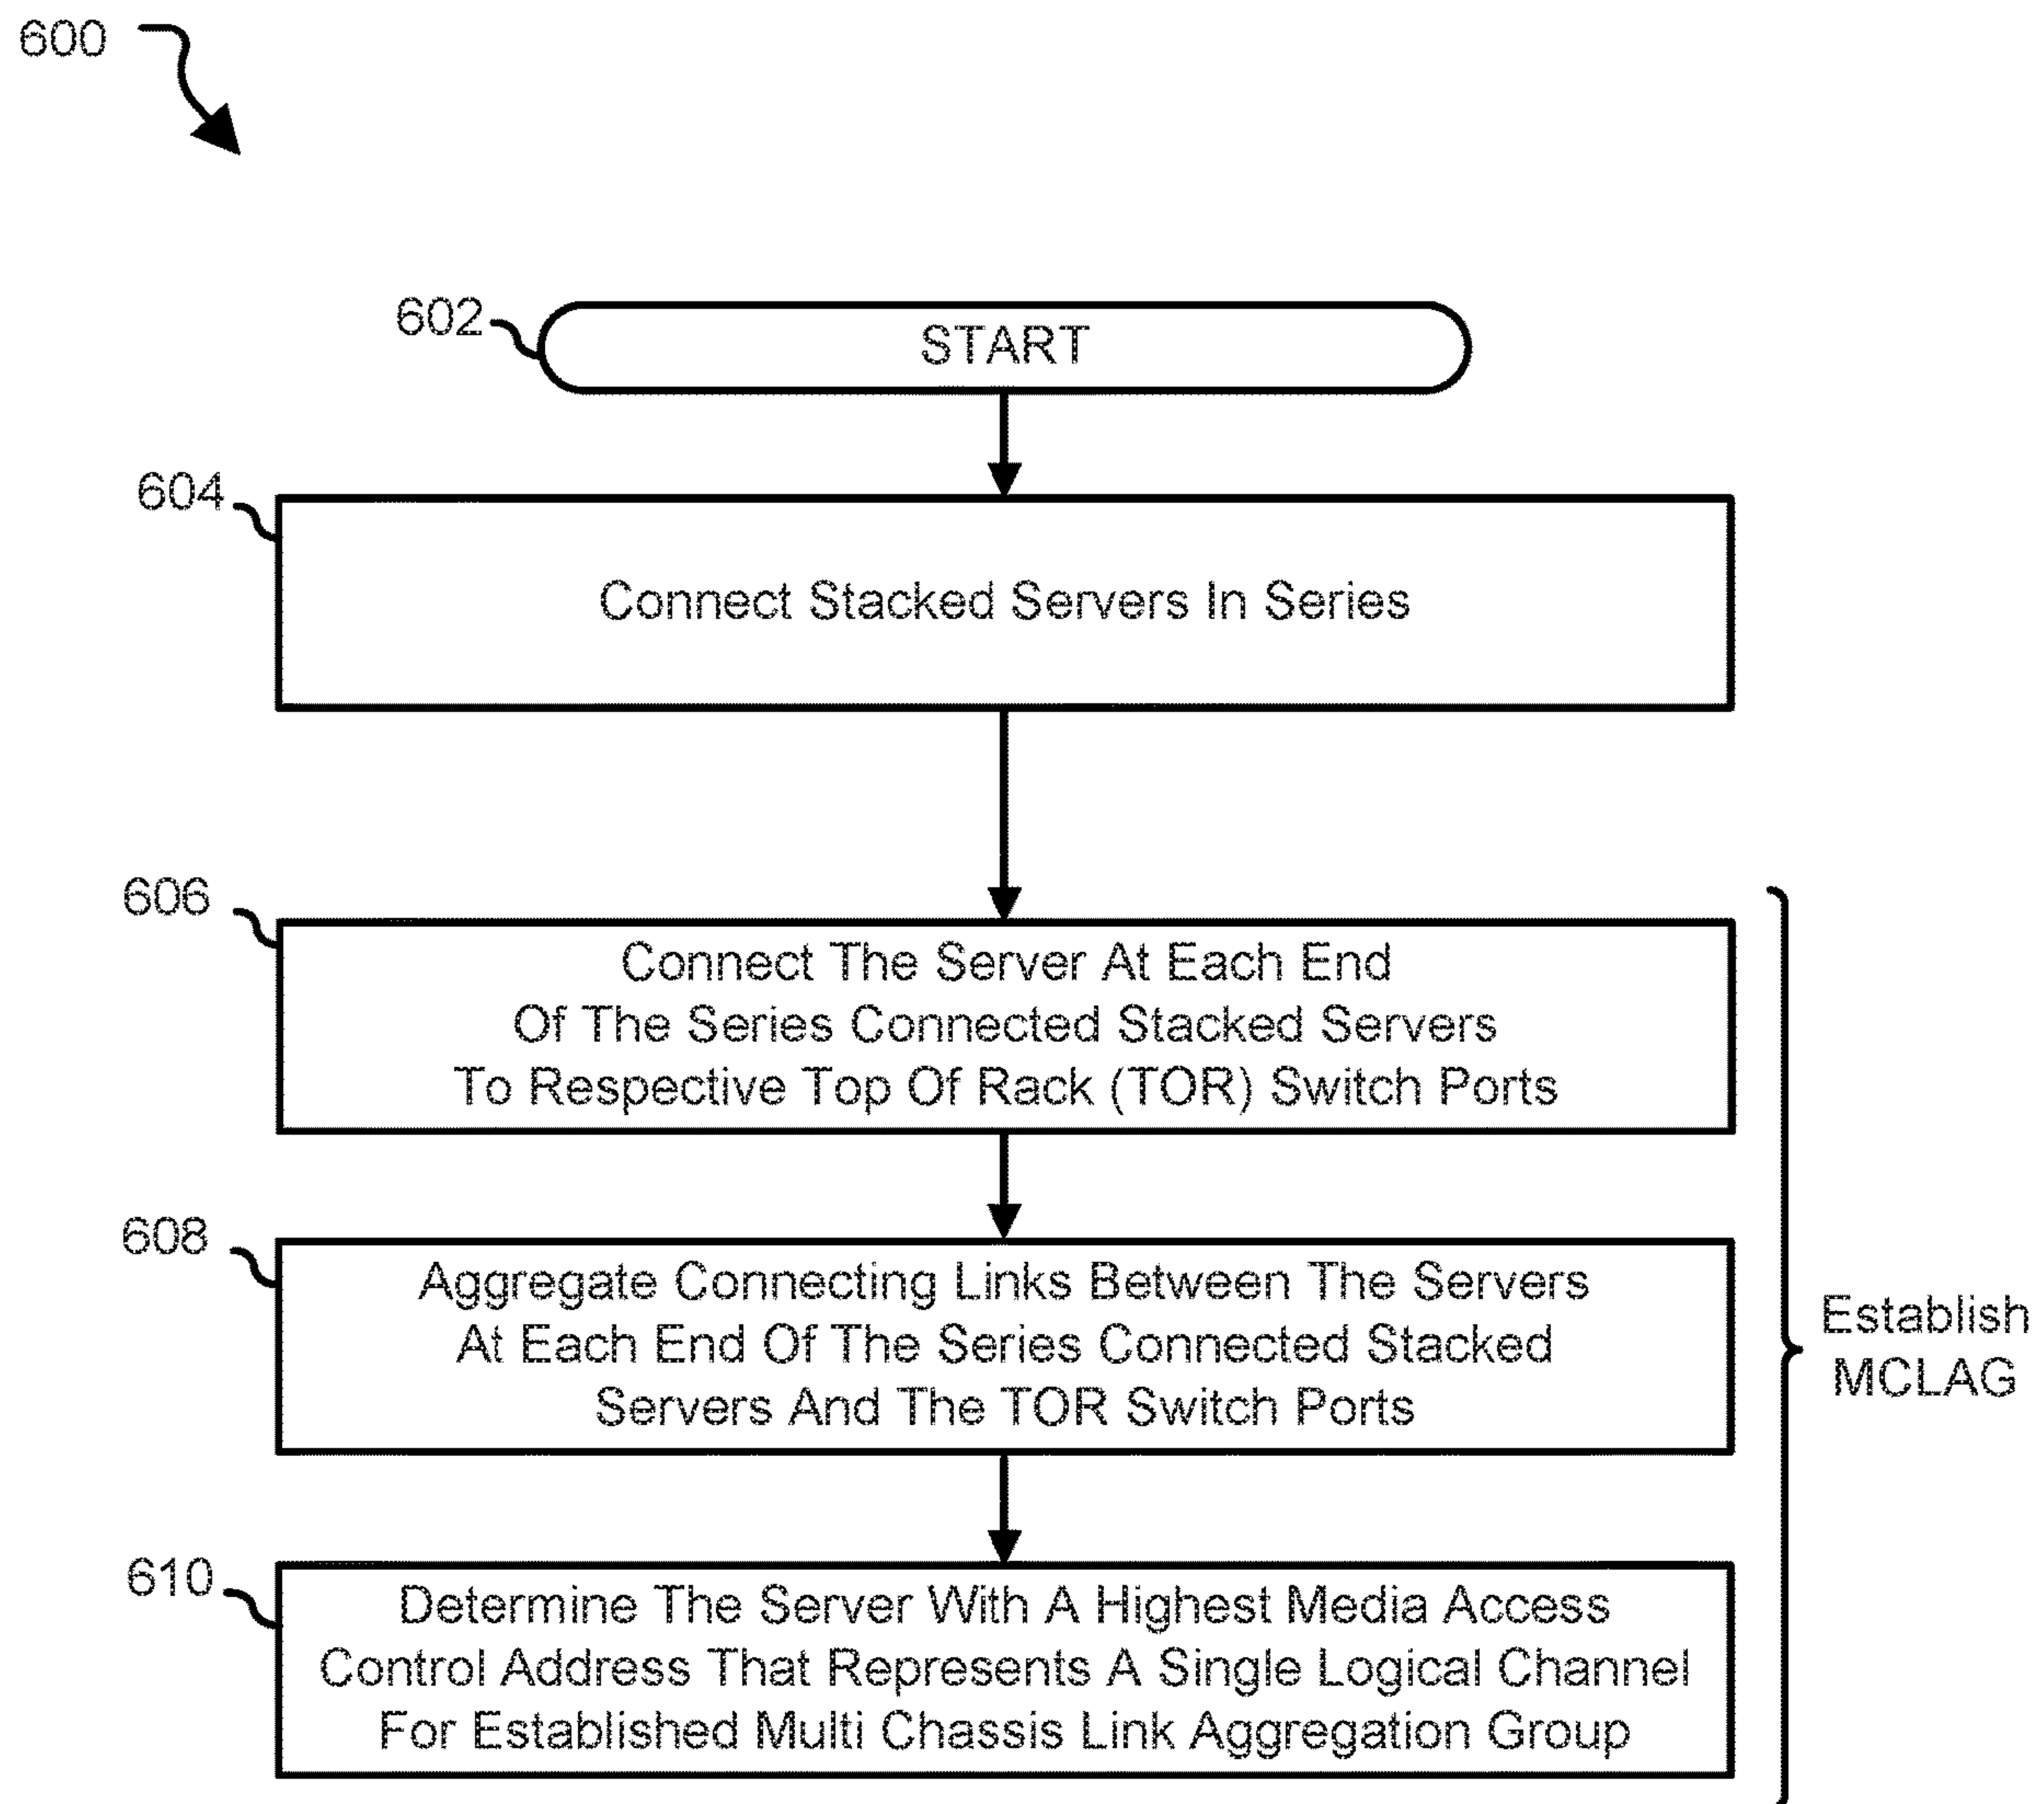 600
602
START
604
Connect Stacked Servers In Series
606
Connect The Server At Each End
Of The Series Connected Stacked Servers
To Respective Top Of Rack (TOR) Switch Ports
608
Aggregate Connecting Links Between The Servers
At Each End Of The Series Connected Stacked
Servers And The TOR Switch Ports
Establish
MCLAG
610
Determine The Server With A Highest Media Access
Control Address That Represents A Single Logical Channel
For Established Multi Chassis Link Aggregation Group